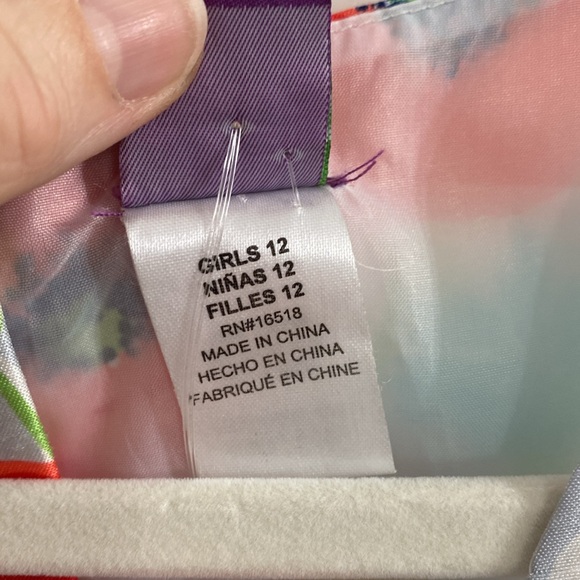 GIRLS 12
NIÑAS 12
FILLES 12
RN#16518
MADE IN CHINA
HECHO EN CHINA
*FABRIQUÉ EN CHINE